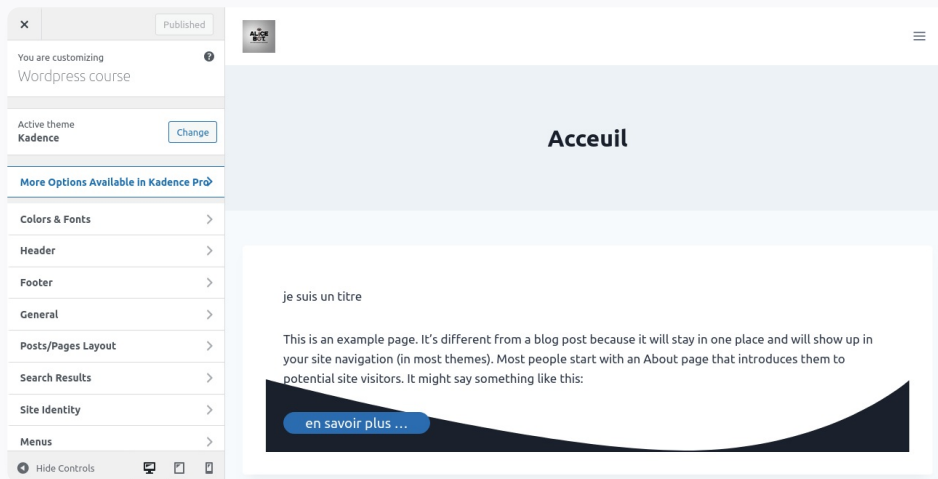 Published
You are customizing
Wordpress course
Active theme
Kadence
Change
More Options Available in Kadence Pro
Colors & Fonts
Header
Footer
General
Posts/Pages Layout
Search Results
Site Identity
Menus
Hide Controls
ALICE
BOT.
Acceuil
je suis un titre
This is an example page. It’s different from a blog post because it will stay in one place and will show up in
your site navigation (in most themes). Most people start with an About page that introduces them to
potential site visitors. It might say something like this:
en savoir plus …